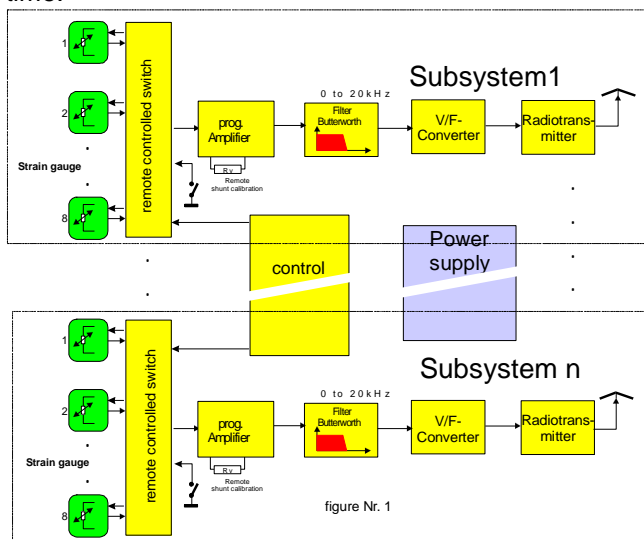 time.
Subsystem1
0 to 20kHz
1
2
Strain gauge
8
remote controlled switch
prog.
Amplifier
Rv
Remote
shunt calibration
Filter
Butterworth
V/F-
Converter
Radiotrans-
mitter
control
Power
supply
Subsystem n
0 to 20kHz
1
2
Strain gauge
8
remote controlled switch
prog.
Amplifier
Rv
Remote
shunt calibration
Filter
Butterworth
V/F-
Converter
Radiotrans-
mitter
figure Nr. 1